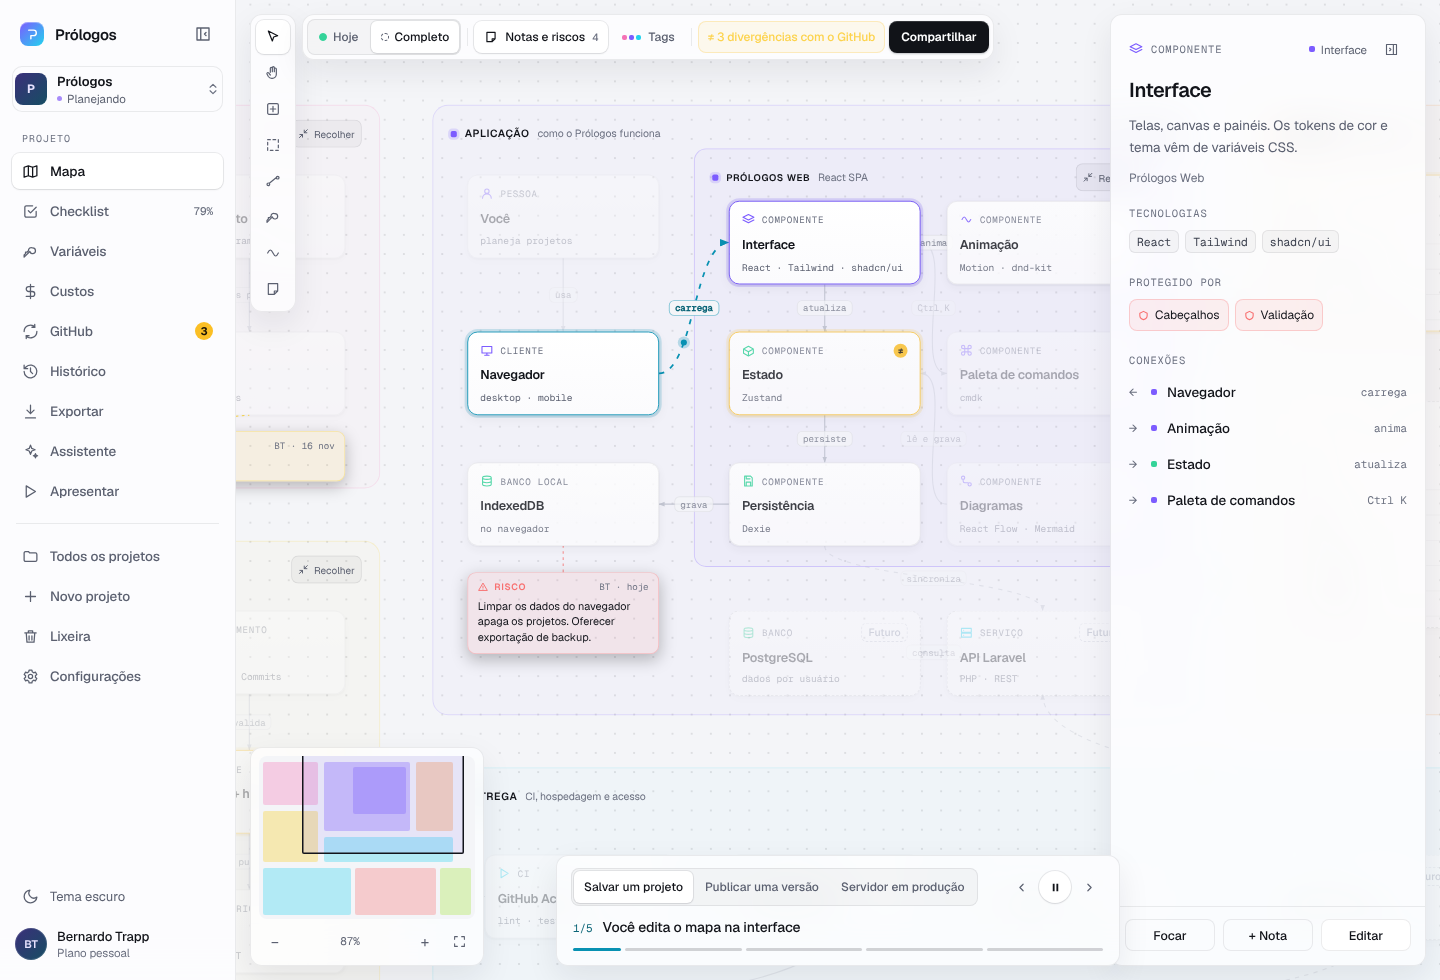 Prólogos
P
Prólogos
Planejando
PROJETO
Mapa
Checklist
79%
Variáveis
Custos
GitHub
3
Histórico
Exportar
Assistente
Apresentar
Todos os projetos
Novo projeto
Lixeira
Configurações
Tema escuro
BT
Bernardo Trapp
Plano pessoal
Hoje
Completo
Notas e riscos 4
Tags
≠ 3 divergências com o GitHub
Compartilhar
Recolher
BT · 16 nov
Recolher
Commits
valida
APLICAÇÃO como o Prólogos funciona
PESSOA
Você
planeja projetos
usa
CLIENTE
Navegador
desktop · mobile
carrega
BANCO LOCAL
IndexedDB
no navegador
grava
RISCO
BT · hoje
Limpar os dados do navegador
apaga os projetos. Oferecer
exportação de backup.
PRÓLOGOS WEB React SPA
COMPONENTE
Interface
React · Tailwind · shadcn/ui
anima
COMPONENTE
Animação
Motion · dnd-kit
atualiza
Ctrl K
COMPONENTE
≠
Estado
Zustand
COMPONENTE
Paleta de comandos
cmdk
persiste
lê e grava
COMPONENTE
Persistência
Dexie
COMPONENTE
Diagramas
React Flow · Mermaid
sincroniza
BANCO
Futuro
PostgreSQL
dados por usuário
consulta
SERVIÇO
API Laravel
PHP · REST
CI, hospedagem e acesso
CI
87%
Salvar um projeto
Publicar uma versão
Servidor em produção
1/5 Você edita o mapa na interface
COMPONENTE
Interface
Interface
Telas, canvas e painéis. Os tokens de cor e
tema vêm de variáveis CSS.
Prólogos Web
TECNOLOGIAS
React
Tailwind
shadcn/ui
PROTEGIDO POR
Cabeçalhos
Validação
CONEXÕES
← Navegador carrega
→ Animação anima
→ Estado atualiza
→ Paleta de comandos Ctrl K
Focar
+ Nota
Editar